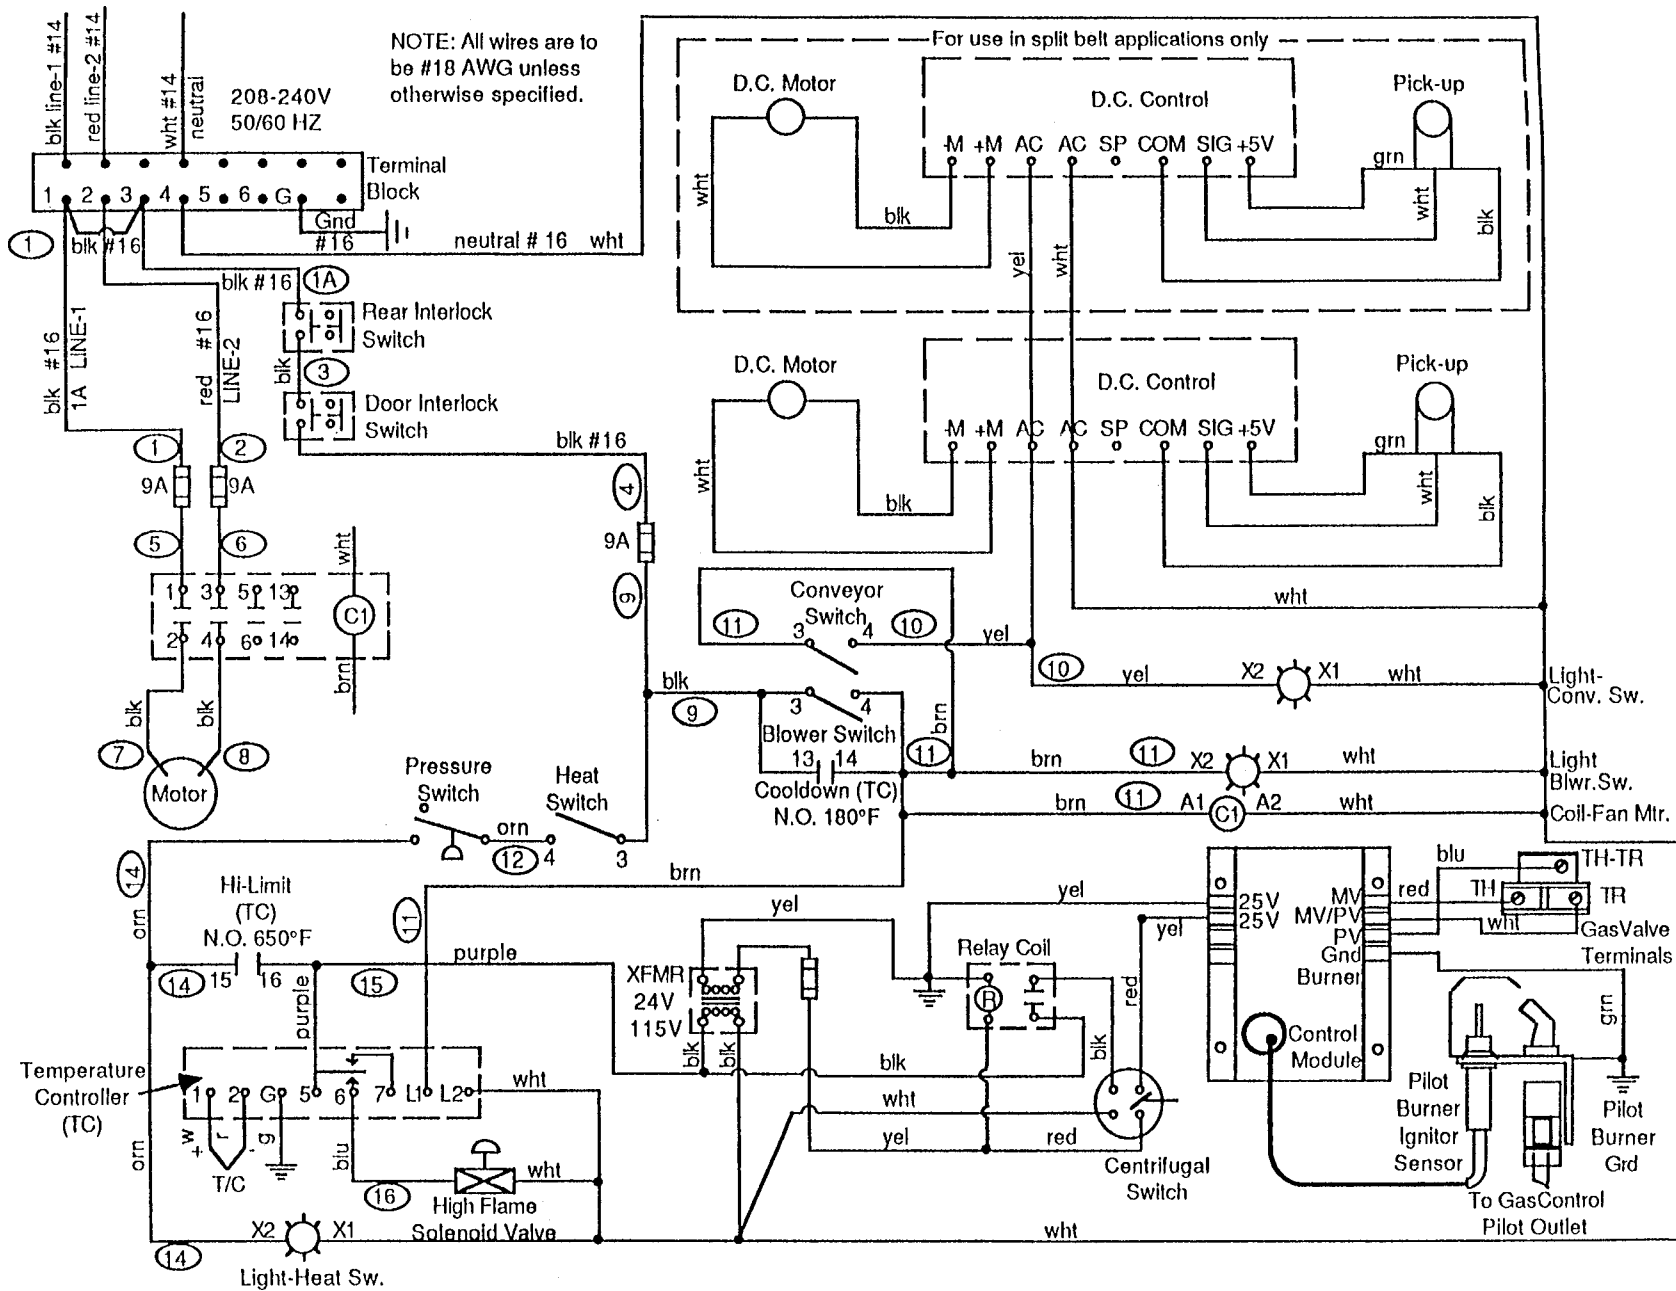 blk line-1 #14
red line-2 #14
wht #14
neutral
208-240V
50/60 HZ
NOTE: All wires are to
be #18 AWG unless
otherwise specified.
Terminal
Block
1 2 3 4 5 6 G
1
blk #16
Gnd
#16
neutral # 16 wht
blk #16
1A
Rear Interlock
Switch
blk
3
Door Interlock
Switch
blk #16
1A LINE-1
red #16
LINE-2
blk #16
4
9A
9
1
2
9A
9A
5
6
1 3 5 13
2 4 6 14
wht
C1
brn
blk
blk
7
8
Motor
For use in split belt applications only
D.C. Motor
D.C. Control
Pick-up
-M +M AC AC SP COM SIG +5V
wht
blk
grn
wht
blk
yel
wht
D.C. Motor
D.C. Control
Pick-up
-M +M AC AC SP COM SIG +5V
wht
blk
grn
wht
blk
wht
Conveyor
Switch
11
3
4
10
yel
10
yel
X2
X1
wht
Light-
Conv. Sw.
blk
9
3
4
Blower Switch
13
14
brn
11
brn
11
X2
X1
wht
Light
Blwr.Sw.
Cooldown (TC)
N.O. 180°F
brn
11
A1
C1
A2
wht
Coil-Fan Mtr.
Pressure
Switch
Heat
Switch
orn
12
4
3
14
orn
Hi-Limit
(TC)
N.O. 650°F
14
15
16
15
purple
purple
brn
11
yel
XFMR
24V
115V
blk
blk
Relay Coil
R
yel
yel
red
blk
blk
wht
yel
red
Centrifugal
Switch
25V
25V
MV
MV/PV
PV
Gnd
Burner
Control
Module
blu
red
wht
TH-TR
TH
TR
GasValve
Terminals
grn
Pilot
Burner
Ignitor
Sensor
Pilot
Burner
Grd
To GasControl
Pilot Outlet
Temperature
Controller
(TC)
1 2 G 5 6 7 L1 L2
wht
+ w
r -
g
T/C
blu
16
wht
High Flame
Solenoid Valve
orn
14
X2
X1
Light-Heat Sw.
wht